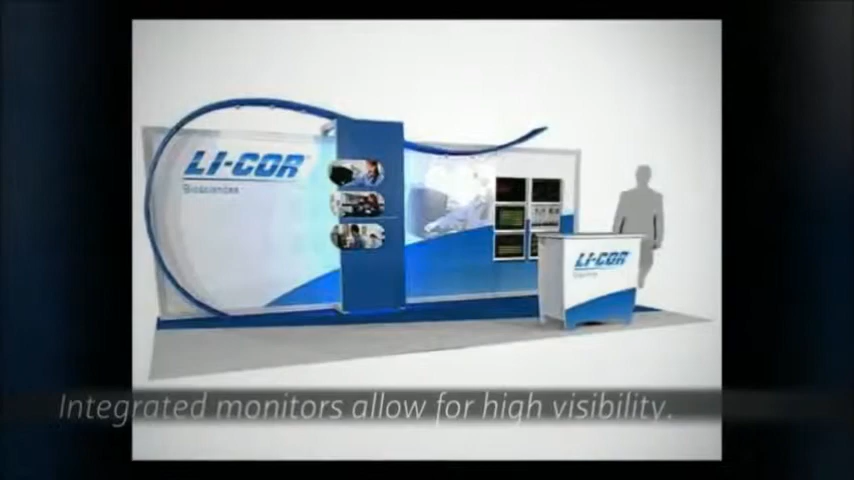 LI-COR
Biosciences
LI-COR
Integrated monitors allow for high visibility.